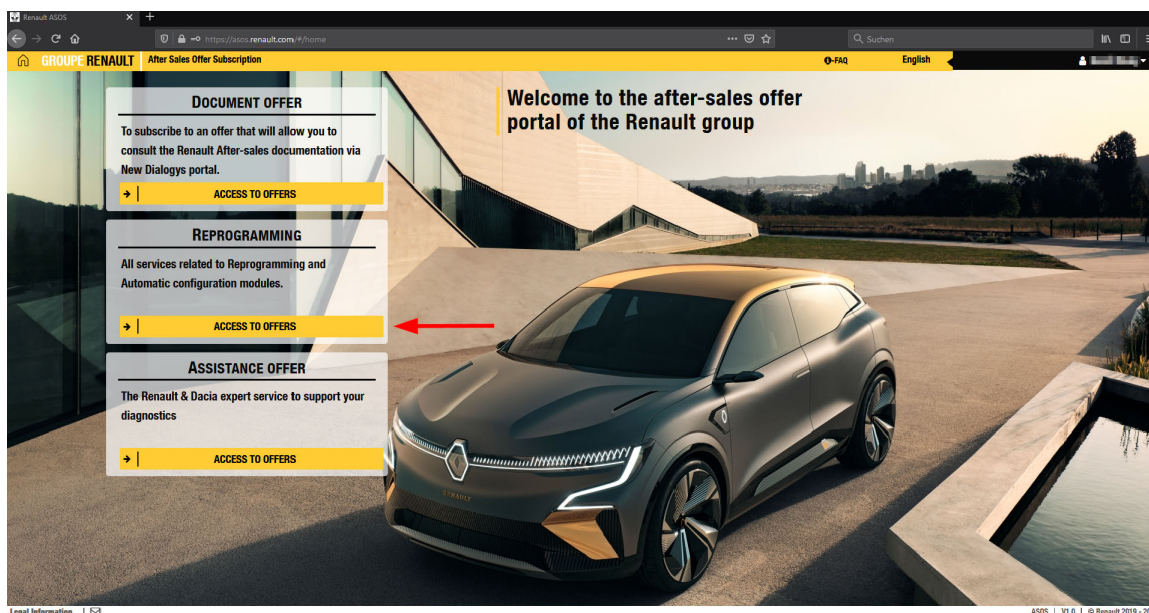 Renault ASOS
https://asos.renault.com/#/home
Suchen
GROUPE RENAULT
After Sales Offer Subscription
-FAQ
English
DOCUMENT OFFER
To subscribe to an offer that will allow you to
consult the Renault After-sales documentation via
New Dialogys portal.
ACCESS TO OFFERS
REPROGRAMMING
All services related to Reprogramming and
Automatic configuration modules.
ACCESS TO OFFERS
ASSISTANCE OFFER
The Renault & Dacia expert service to support your
diagnostics
ACCESS TO OFFERS
Welcome to the after-sales offer
portal of the Renault group
RENAULT
Legal Information
ASOS | V1.0 | © Renault 2019 - 20